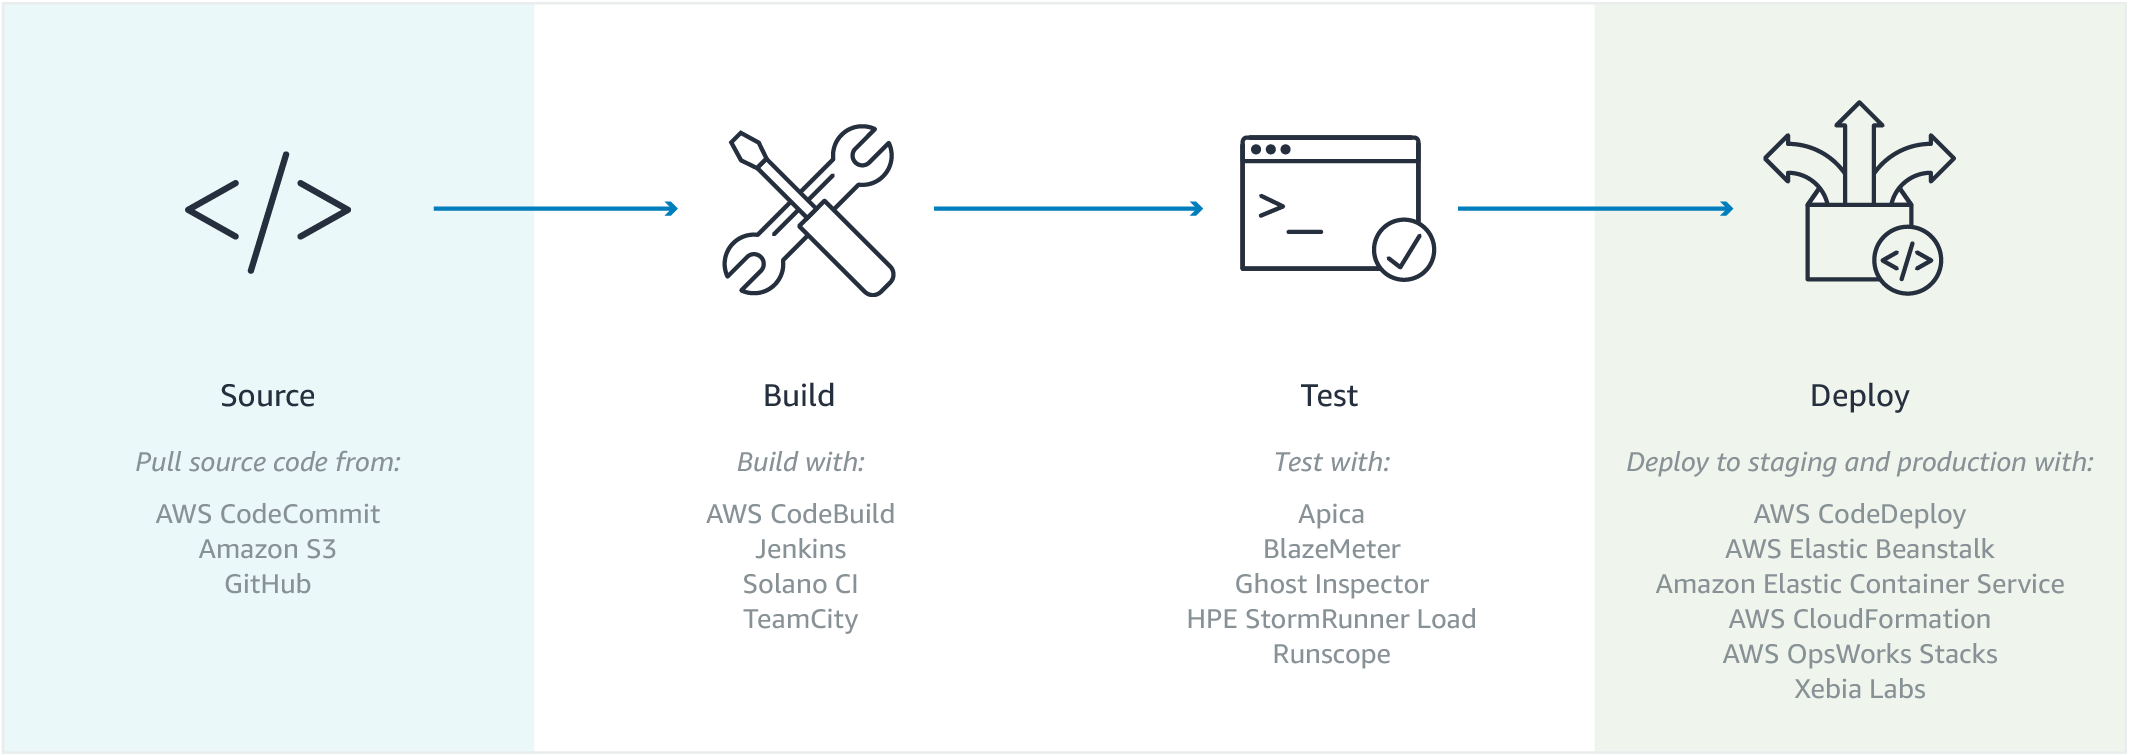 Source
Pull source code from:
AWS CodeCommit
Amazon S3
GitHub
Build
Build with:
AWS CodeBuild
Jenkins
Solano CI
TeamCity
>_
Test
Test with:
Apica
BlazeMeter
Ghost Inspector
HPE StormRunner Load
Runscope
Deploy
Deploy to staging and production with:
AWS CodeDeploy
AWS Elastic Beanstalk
Amazon Elastic Container Service
AWS CloudFormation
AWS OpsWorks Stacks
Xebia Labs